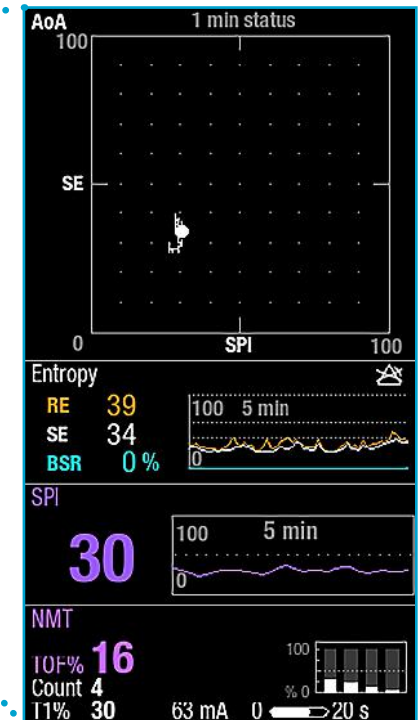 AoA 1 min status
100
SE
0 SPI 100
Entropy
RE 39 100 5 min
SE 34
BSR 0 % 0
SPI
30 100 5 min
0
NMT
TOF% 16 100
Count 4 % 0
T1% 30 63 mA 0 20 s